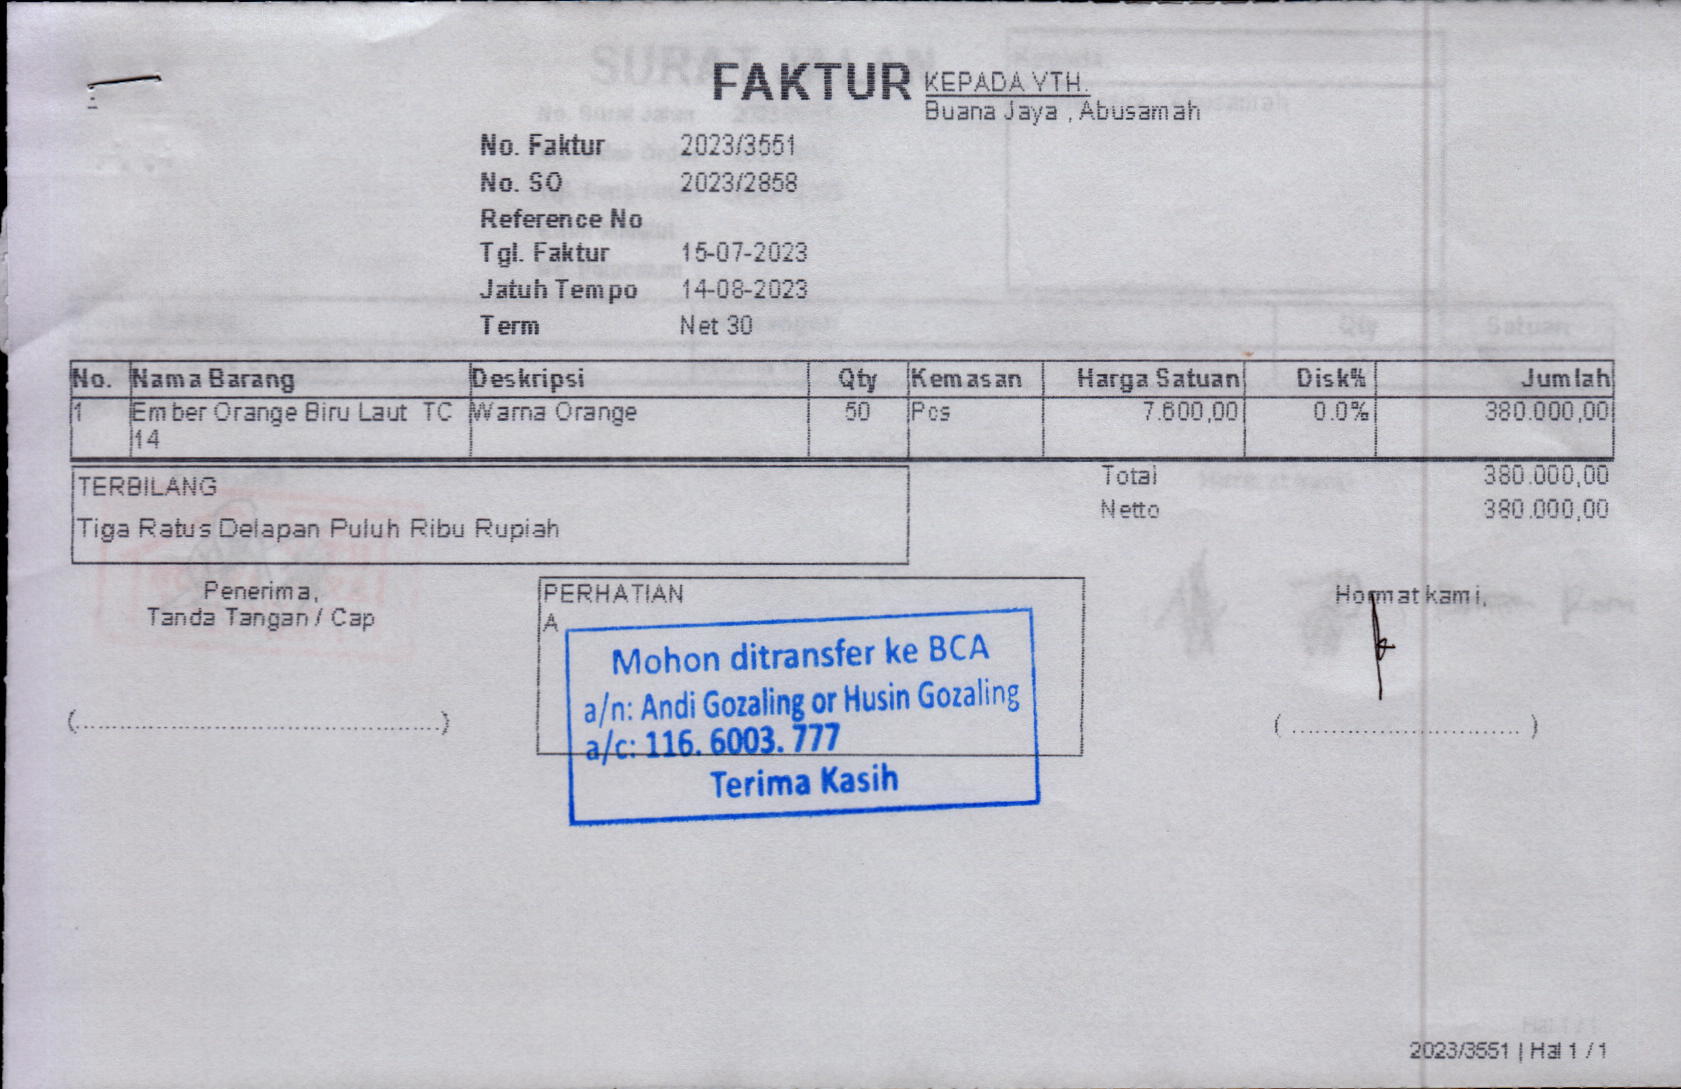 FAKTUR
KEPADA YTH.
Buana Jaya , Abusamah
No. Faktur 2023/3551
No. SO 2023/2858
Reference No
Tgl. Faktur 15-07-2023
Jatuh Tempo 14-08-2023
Term Net 30
No. Nama Barang Deskripsi Qty Kemasan Harga Satuan Disk% Jumlah
1 Ember Orange Biru Laut TC Warna Orange 50 Pcs 7.600,00 0.0% 380.000,00
14
Total 380.000,00
Netto 380.000,00
TERBILANG
Tiga Ratus Delapan Puluh Ribu Rupiah
Penerima,
Tanda Tangan / Cap
(........................................)
PERHATIAN
A
Mohon ditransfer ke BCA
a/n: Andi Gozaling or Husin Gozaling
a/c: 116. 6003. 777
Terima Kasih
Hormat kami,
(............................)
2023/3551 | Hal 1 / 1